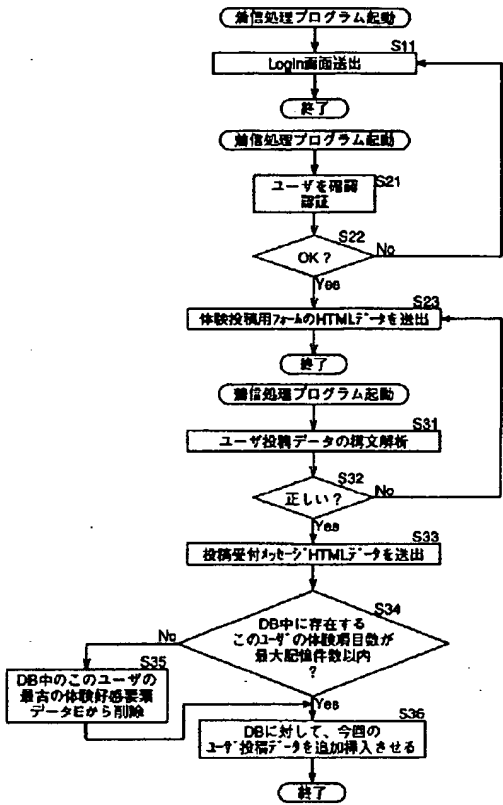 着信処理プログラム起動
S11
Login画面送出
終了
着信処理プログラム起動
S21
ユーザを確認
認証
S22
OK？
No
Yes
S23
体験投稿用フォームのHTMLデータを送出
終了
着信処理プログラム起動
S31
ユーザ投稿データの構文解析
S32
正しい？
No
Yes
S33
投稿受付メッセージHTMLデータを送出
S34
DB中に存在する
このユーザの体験項目数が
最大記憶件数以内
？
No
Yes
S35
DB中のこのユーザの
最古の体験好感要素
データEから削除
S36
DBに対して、今回の
ユーザ投稿データを追加挿入させる
終了